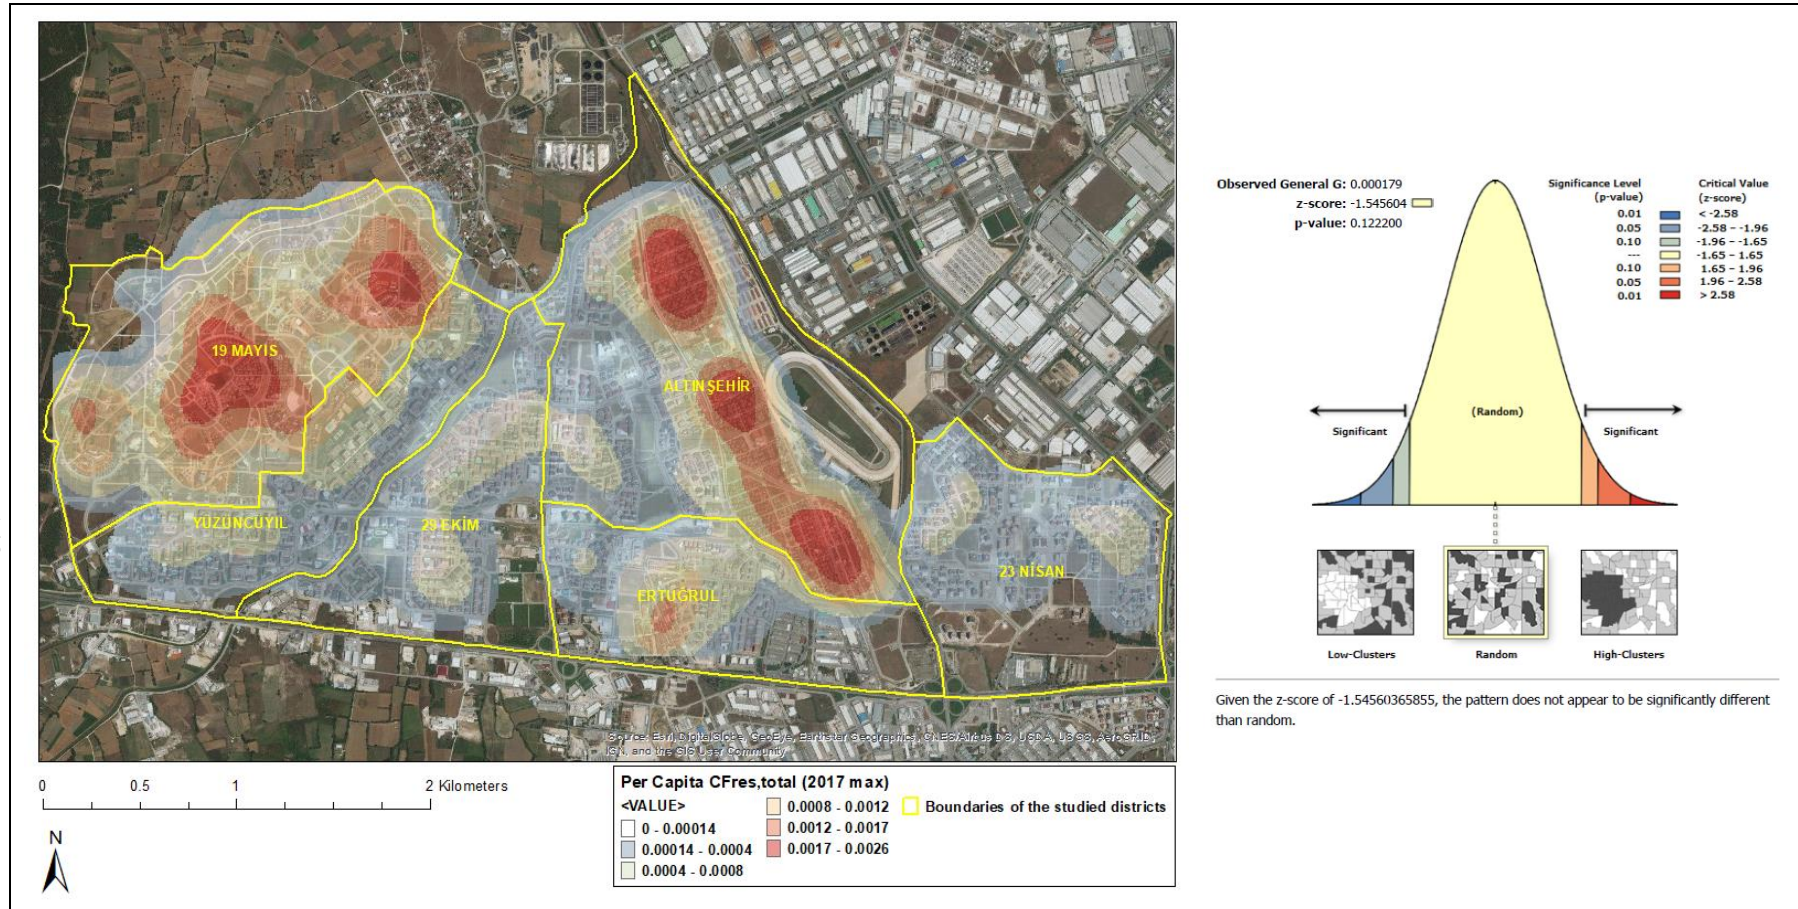 19 MAYIS
ALTINŞEHİR
YÜZÜNCÜYIL
29 EKİM
ERTUĞRUL
23 NİSAN
Source: Esri, DigitalGlobe, GeoEye, Earthstar Geographics, CNES/Airbus DS, USDA, USGS, AeroGRID,
IGN, and the GIS User Community
0 0.5 1 2 Kilometers
N
Per Capita CFres,total (2017 max)
<VALUE>
0 - 0.00014
0.00014 - 0.0004
0.0004 - 0.0008
0.0008 - 0.0012
0.0012 - 0.0017
0.0017 - 0.0026
Boundaries of the studied districts
Observed General G: 0.000179
z-score: -1.545604
p-value: 0.122200
Significance Level
(p-value)
Critical Value
(z-score)
0.01 < -2.58
0.05 -2.58 - -1.96
0.10 -1.96 - -1.65
--- -1.65 - 1.65
0.10 1.65 - 1.96
0.05 1.96 - 2.58
0.01 > 2.58
(Random)
Significant
Significant
Low-Clusters
Random
High-Clusters
Given the z-score of -1.54560365855, the pattern does not appear to be significantly different
than random.